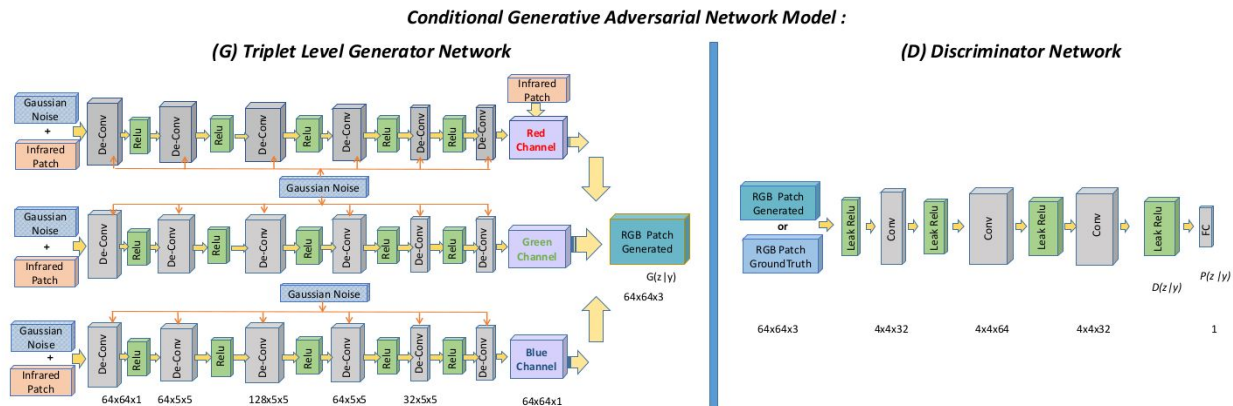 Conditional Generative Adversarial Network Model :
(G) Triplet Level Generator Network
Gaussian
Noise
+
Infrared
Patch
De-Conv
Relu
De-Conv
Relu
De-Conv
Relu
De-Conv
Relu
De-Conv
Relu
De-Conv
Infrared
Patch
Red
Channel
Gaussian Noise
Gaussian
Noise
+
Infrared
Patch
De-Conv
Relu
De-Conv
Relu
De-Conv
Relu
De-Conv
Relu
De-Conv
Relu
De-Conv
Green
Channel
RGB Patch
Generated
G(z|y)
64x64x3
Gaussian Noise
Gaussian
Noise
+
Infrared
Patch
De-Conv
Relu
De-Conv
Relu
De-Conv
Relu
De-Conv
Relu
De-Conv
Relu
De-Conv
Blue
Channel
64x64x1
64x5x5
128x5x5
64x5x5
32x5x5
64x64x1
(D) Discriminator Network
RGB Patch
Generated
or
RGB Patch
GroundTruth
Leak Relu
Conv
Leak Relu
Conv
Leak Relu
Conv
Leak Relu
FC
D(z|y)
P(z|y)
64x64x3
4x4x32
4x4x64
4x4x32
1